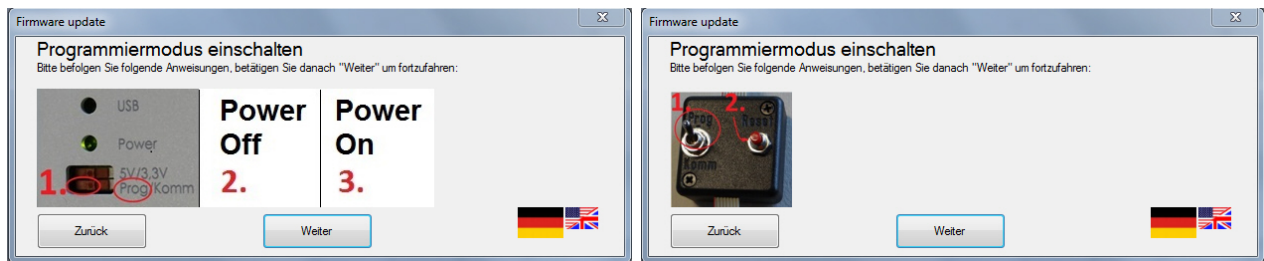 Firmware update
Programmiermodus einschalten
Bitte befolgen Sie folgende Anweisungen, betätigen Sie danach "Weiter" um fortzufahren:
USB
Power
5V/3,3V
Prog/Komm
1.
Power
Off
2.
Power
On
3.
Zurück
Weiter
Firmware update
Programmiermodus einschalten
Bitte befolgen Sie folgende Anweisungen, betätigen Sie danach "Weiter" um fortzufahren:
1. 2.
Prog Reset
Komm
Zurück
Weiter